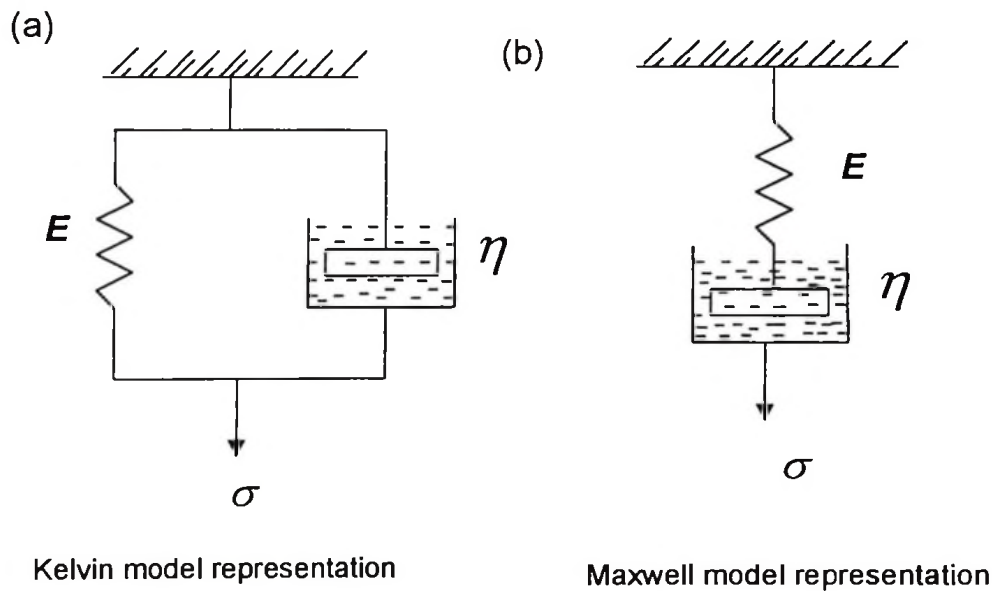 (a)
(b)
E
η
σ
Kelvin model representation
E
η
σ
Maxwell model representation